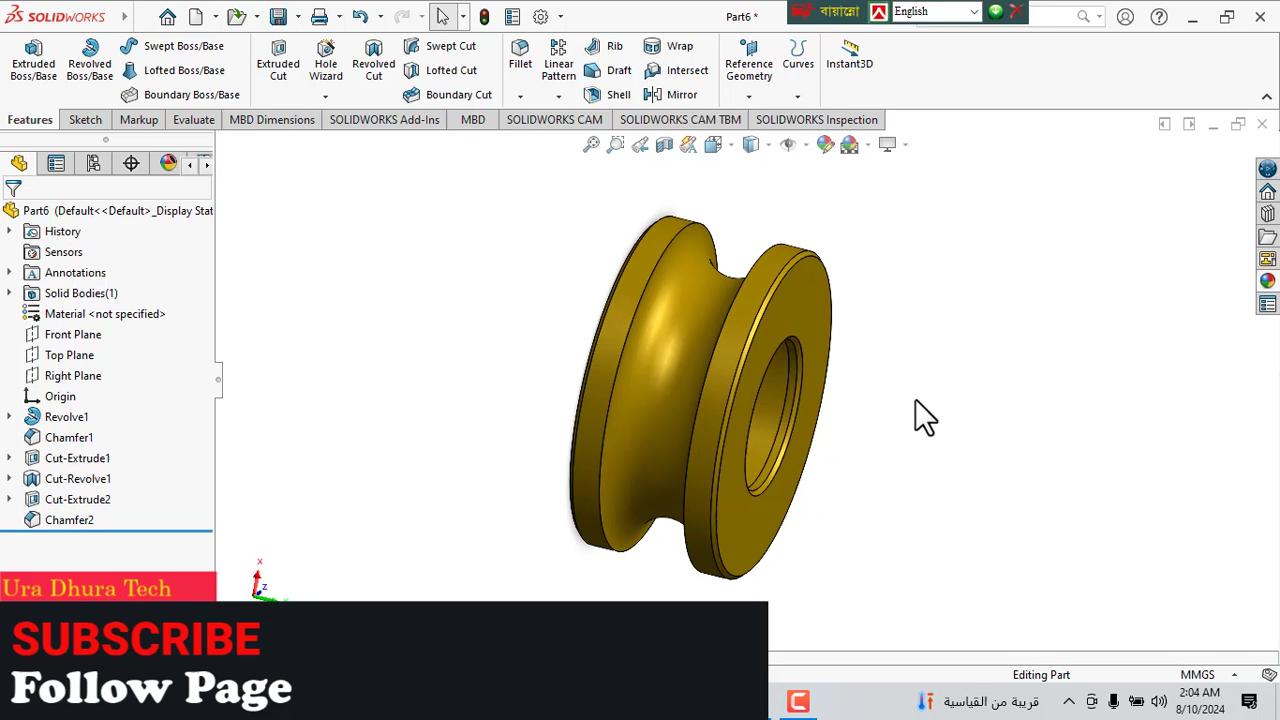 SOLIDWORKS
Part6 *
বায়ান্নো
English
Extruded Boss/Base
Revolved Boss/Base
Swept Boss/Base
Lofted Boss/Base
Boundary Boss/Base
Extruded Cut
Hole Wizard
Revolved Cut
Swept Cut
Lofted Cut
Boundary Cut
Fillet
Linear Pattern
Rib
Draft
Shell
Wrap
Intersect
Mirror
Reference Geometry
Curves
Instant3D
Features
Sketch
Markup
Evaluate
MBD Dimensions
SOLIDWORKS Add-Ins
MBD
SOLIDWORKS CAM
SOLIDWORKS CAM TBM
SOLIDWORKS Inspection
Part6 (Default<<Default>_Display Stat
History
Sensors
Annotations
Solid Bodies(1)
Material <not specified>
Front Plane
Top Plane
Right Plane
Origin
Revolve1
Chamfer1
Cut-Extrude1
Cut-Revolve1
Cut-Extrude2
Chamfer2
x
z
Ura Dhura Tech
SUBSCRIBE
Follow Page
Editing Part
MMGS
قريبة من القياسية
2:04 AM
8/10/2024